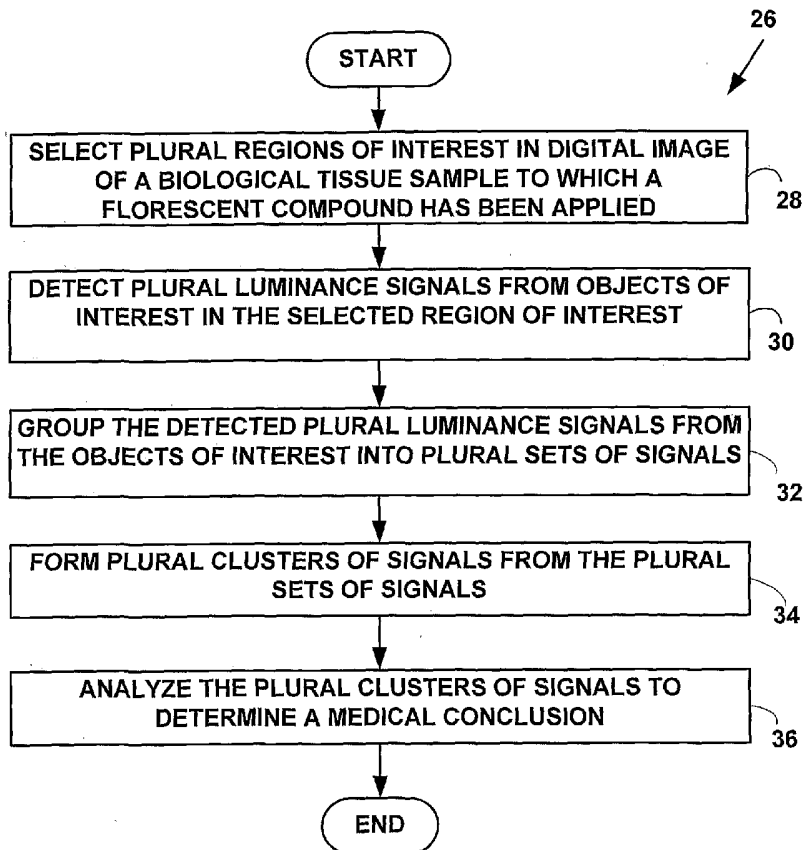 26
START
SELECT PLURAL REGIONS OF INTEREST IN DIGITAL IMAGE
OF A BIOLOGICAL TISSUE SAMPLE TO WHICH A
FLORESCENT COMPOUND HAS BEEN APPLIED
28
DETECT PLURAL LUMINANCE SIGNALS FROM OBJECTS OF
INTEREST IN THE SELECTED REGION OF INTEREST
30
GROUP THE DETECTED PLURAL LUMINANCE SIGNALS FROM
THE OBJECTS OF INTEREST INTO PLURAL SETS OF SIGNALS
32
FORM PLURAL CLUSTERS OF SIGNALS FROM THE PLURAL
SETS OF SIGNALS
34
ANALYZE THE PLURAL CLUSTERS OF SIGNALS TO
DETERMINE A MEDICAL CONCLUSION
36
END